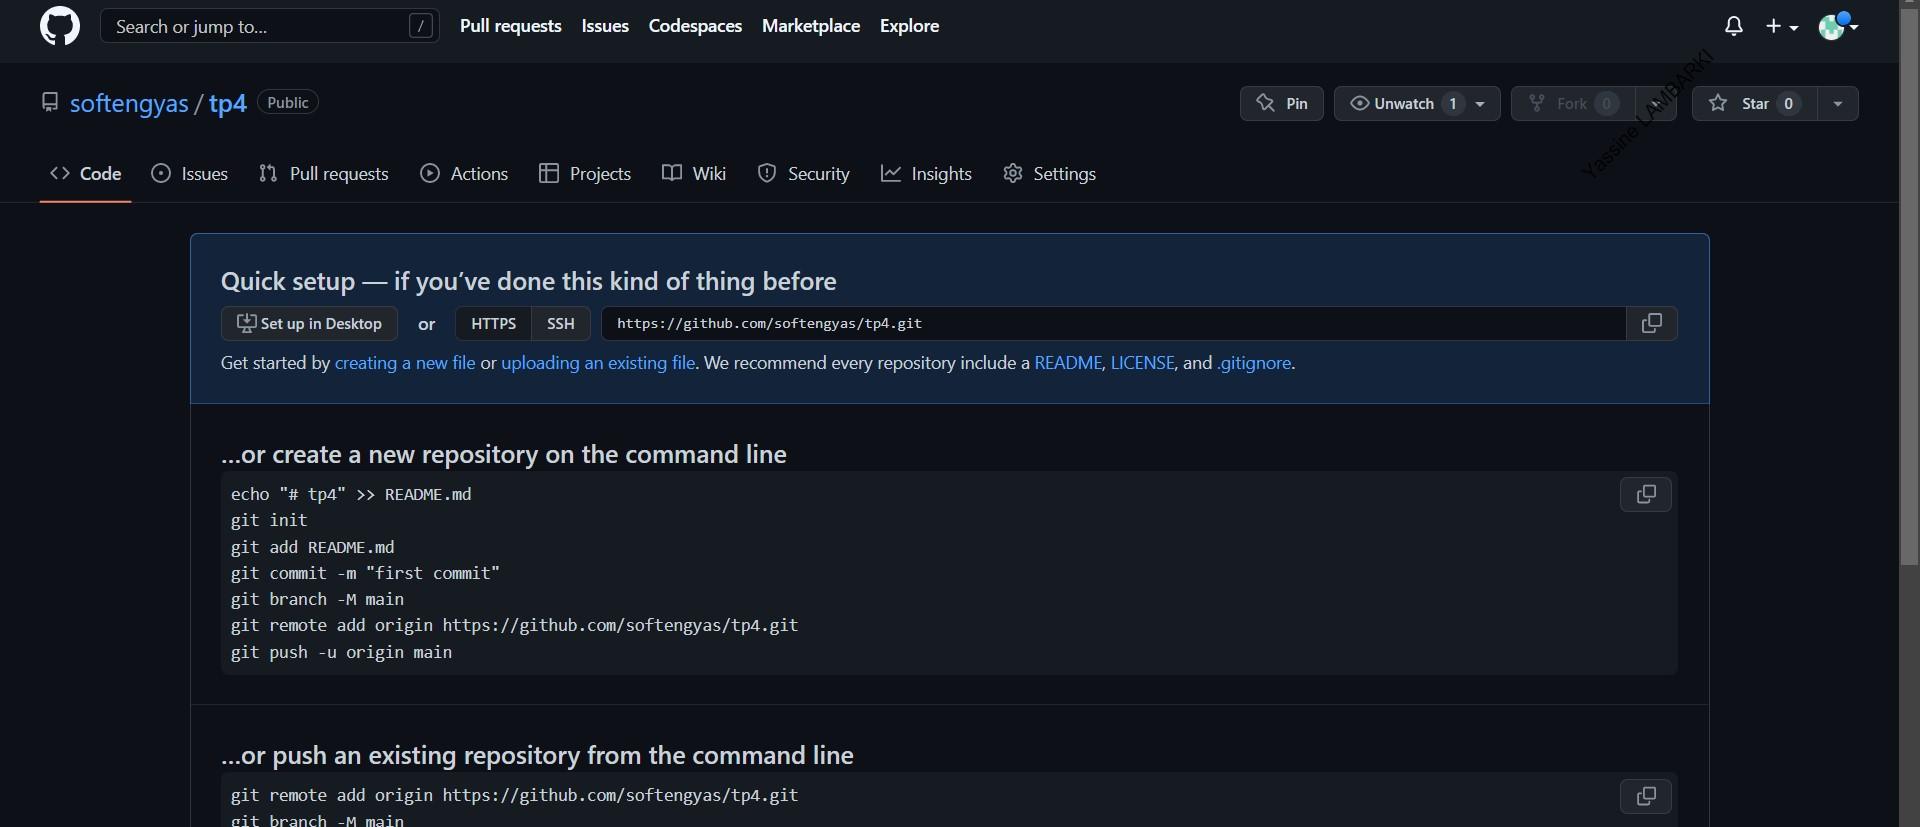 Search or jump to... /
Pull requests Issues Codespaces Marketplace Explore
softengyas / tp4 Public
Pin Unwatch 1 Fork 0 Star 0
Yassine LAMBARKI
Code Issues Pull requests Actions Projects Wiki Security Insights Settings
Quick setup — if you’ve done this kind of thing before
Set up in Desktop or HTTPS SSH https://github.com/softengyas/tp4.git
Get started by creating a new file or uploading an existing file. We recommend every repository include a README, LICENSE, and .gitignore.
…or create a new repository on the command line
echo "# tp4" >> README.md
git init
git add README.md
git commit -m "first commit"
git branch -M main
git remote add origin https://github.com/softengyas/tp4.git
git push -u origin main
…or push an existing repository from the command line
git remote add origin https://github.com/softengyas/tp4.git
git branch -M main